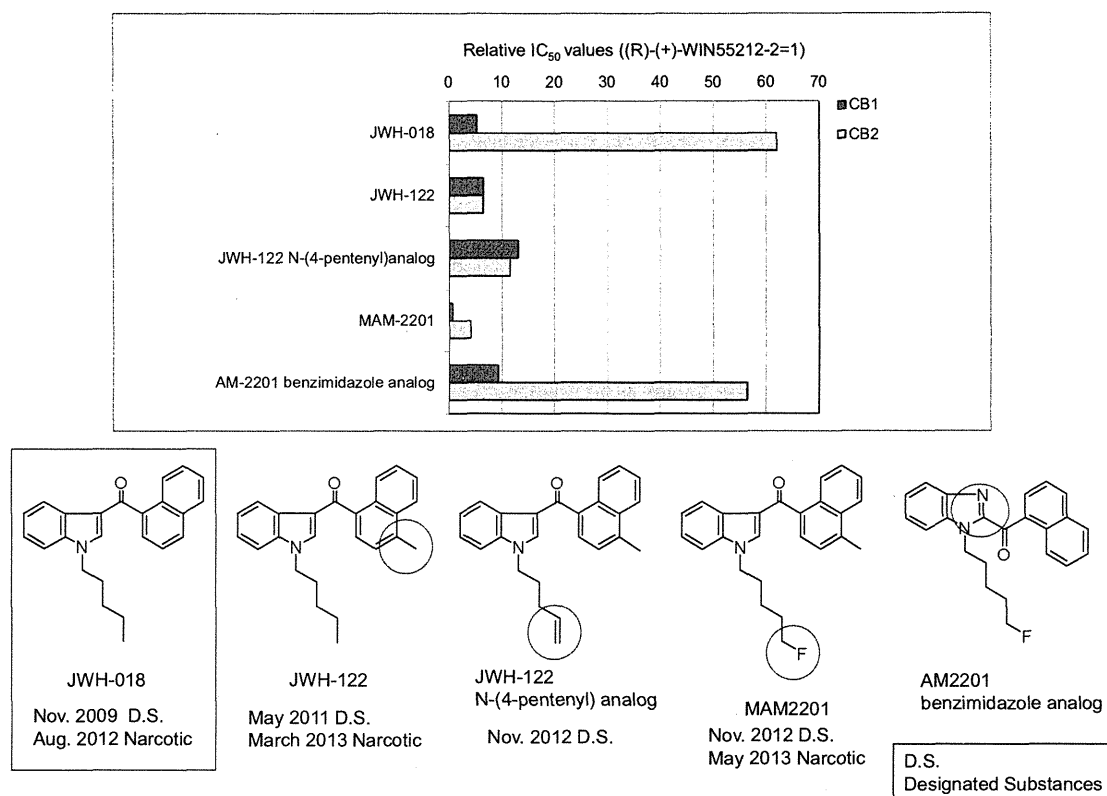 Relative IC50 values ((R)-(+)-WIN55212-2=1)
0 10 20 30 40 50 60 70
CB1
CB2
JWH-018
JWH-122
JWH-122 N-(4-pentenyl)analog
MAM-2201
AM-2201 benzimidazole analog
O
N
O
N
O
N
O
N
F
N
N
O
F
JWH-018
Nov. 2009 D.S.
Aug. 2012 Narcotic
JWH-122
May 2011 D.S.
March 2013 Narcotic
JWH-122
N-(4-pentenyl) analog
Nov. 2012 D.S.
MAM2201
Nov. 2012 D.S.
May 2013 Narcotic
AM2201
benzimidazole analog
D.S.
Designated Substances